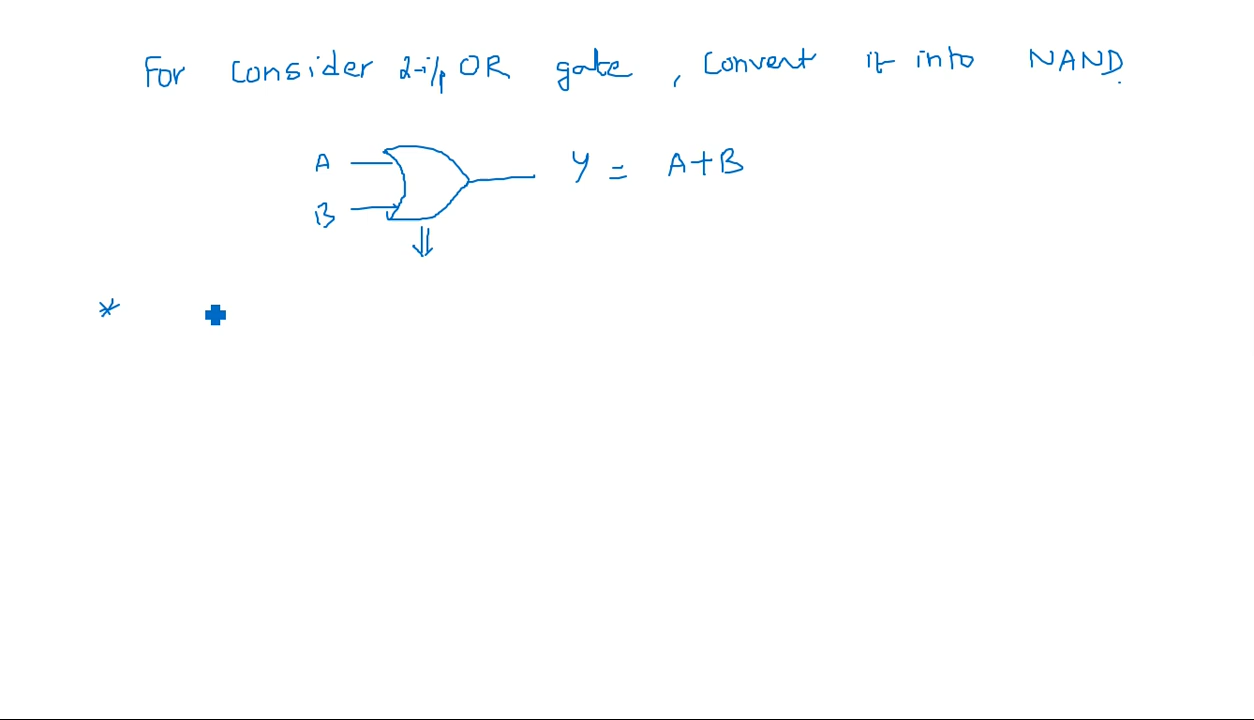 For Consider 2-i/p OR gate , Convert it into NAND.
A
Y = A+B
B
*